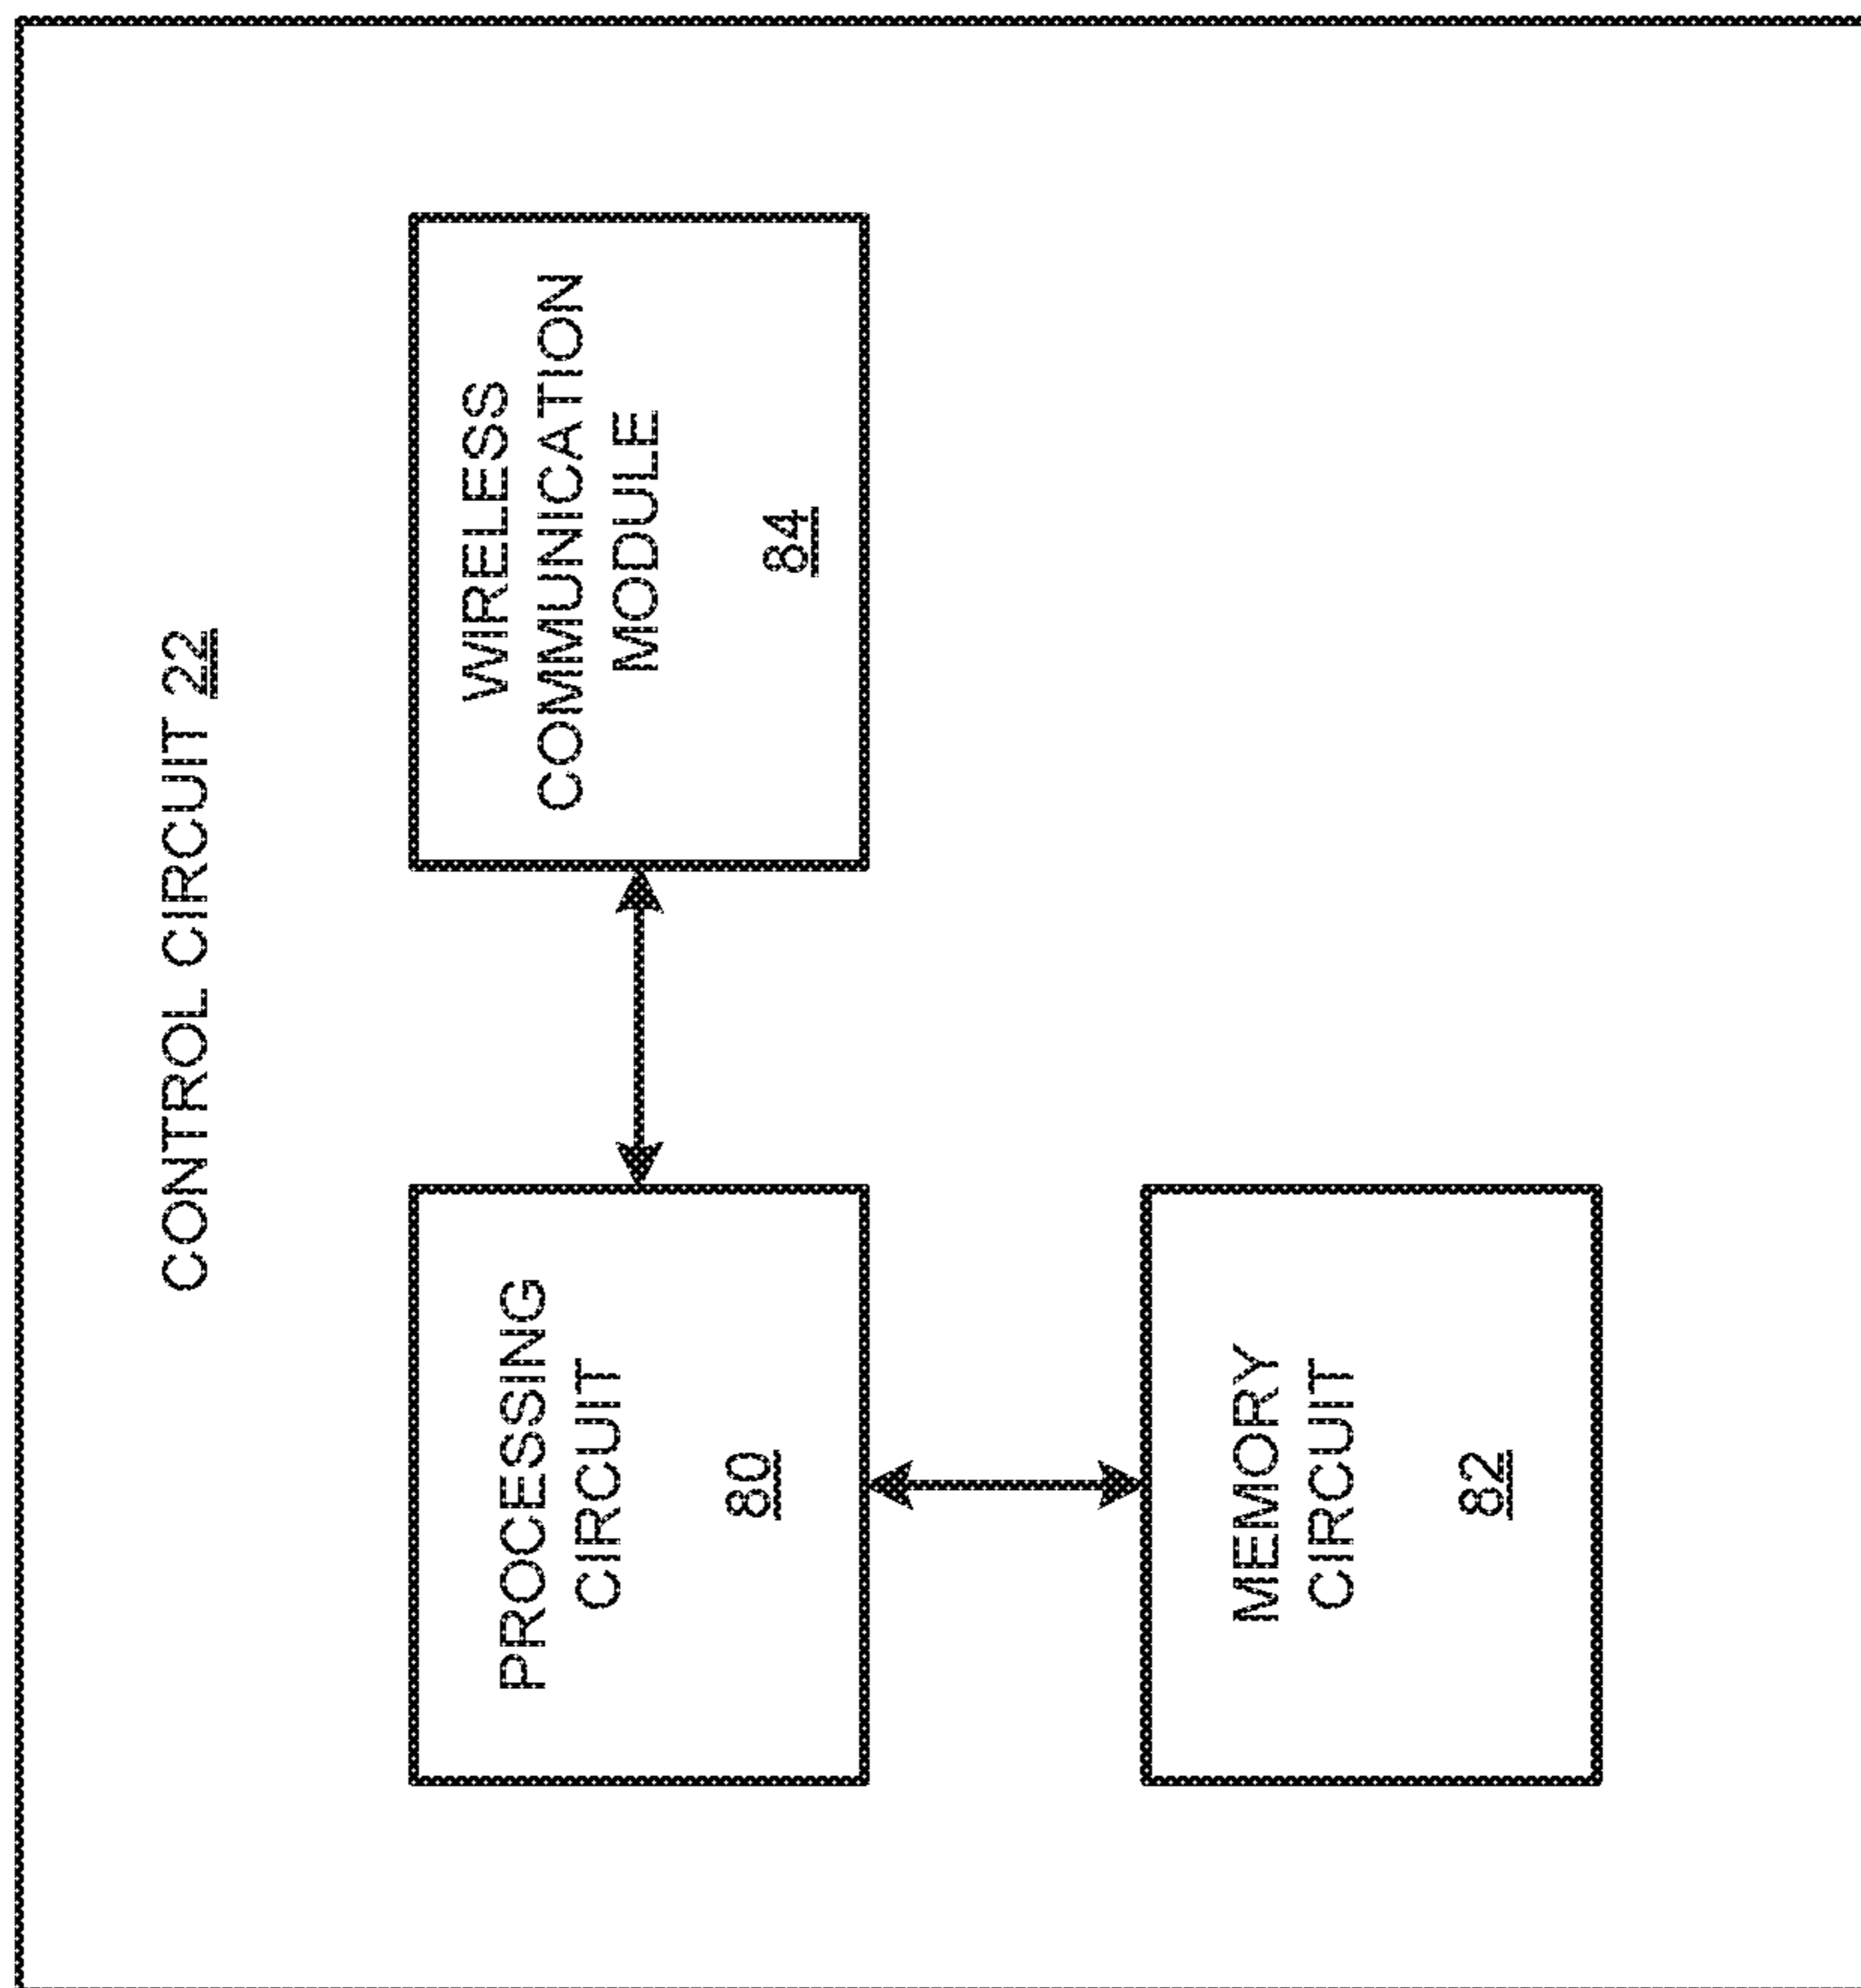 CONTROL CIRCUIT 22
PROCESSING
CIRCUIT
80
WIRELESS
COMMUNICATION
MODULE
84
MEMORY
CIRCUIT
82